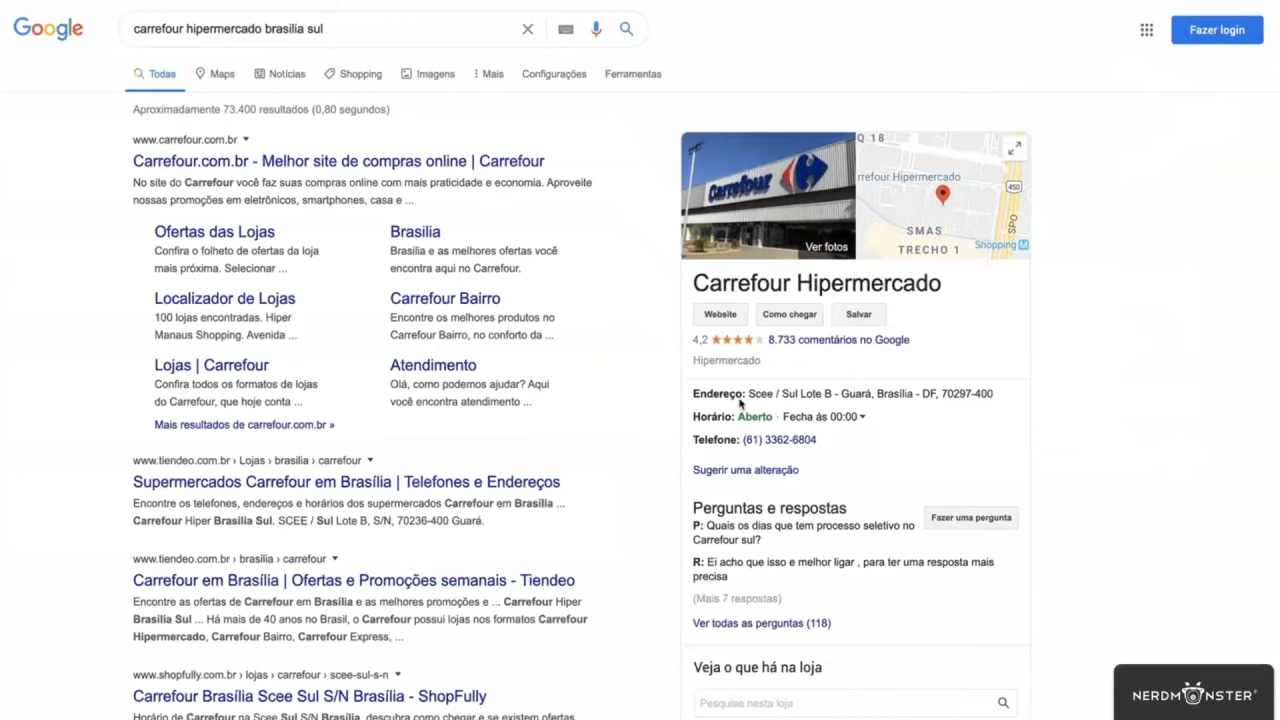 Google
carrefour hipermercado brasilia sul
Fazer login
Todas
Maps
Notícias
Shopping
Imagens
Mais
Configurações
Ferramentas
Aproximadamente 73.400 resultados (0,80 segundos)
www.carrefour.com.br
Carrefour.com.br - Melhor site de compras online | Carrefour
No site do Carrefour você faz suas compras online com mais praticidade e economia. Aproveite
nossas promoções em eletrônicos, smartphones, casa e ...
Ofertas das Lojas
Confira o folheto de ofertas da loja
mais próxima. Selecionar ...
Brasilia
Brasilia e as melhores ofertas você
encontra aqui no Carrefour.
Localizador de Lojas
100 lojas encontradas. Hiper
Manaus Shopping. Avenida ...
Carrefour Bairro
Encontre os melhores produtos no
Carrefour Bairro, no conforto da ...
Lojas | Carrefour
Confira todos os formatos de lojas
do Carrefour, que hoje conta ...
Atendimento
Olá, como podemos ajudar? Aqui
você encontra atendimento ...
Mais resultados de carrefour.com.br »
www.tiendeo.com.br › Lojas › brasilia › carrefour
Supermercados Carrefour em Brasília | Telefones e Endereços
Encontre os telefones, endereços e horários dos supermercados Carrefour em Brasília ...
Carrefour Hiper Brasilia Sul. SCEE / Sul Lote B, S/N, 70236-400 Guará.
www.tiendeo.com.br › brasilia › carrefour
Carrefour em Brasília | Ofertas e Promoções semanais - Tiendeo
Encontre as ofertas de Carrefour em Brasília e as melhores promoções e ... Carrefour Hiper
Brasilia Sul ... Há mais de 40 anos no Brasil, o Carrefour possui lojas nos formatos Carrefour
Hipermercado, Carrefour Bairro, Carrefour Express, ...
www.shopfully.com.br › lojas › carrefour › scee-sul-s-n
Carrefour Brasília Scee Sul S/N Brasília - ShopFully
Horário de Carrefour na Scee Sul S/N Brasília, descubra como chegar e se existem ofertas
Carrefour
Ver fotos
Q 18
rrefour Hipermercado
450
SMAS
TRECHO 1
SPO
Shopping M
Carrefour Hipermercado
Website
Como chegar
Salvar
4,2
8.733 comentários no Google
Hipermercado
Endereço: Scee / Sul Lote B - Guará, Brasília - DF, 70297-400
Horário: Aberto · Fecha às 00:00
Telefone: (61) 3362-6804
Sugerir uma alteração
Perguntas e respostas
Fazer uma pergunta
P: Quais os dias que tem processo seletivo no
Carrefour sul?
R: Ei acho que isso e melhor ligar , para ter uma resposta mais
precisa
(Mais 7 respostas)
Ver todas as perguntas (118)
Veja o que há na loja
Pesquise nesta loja
NERDMONSTER